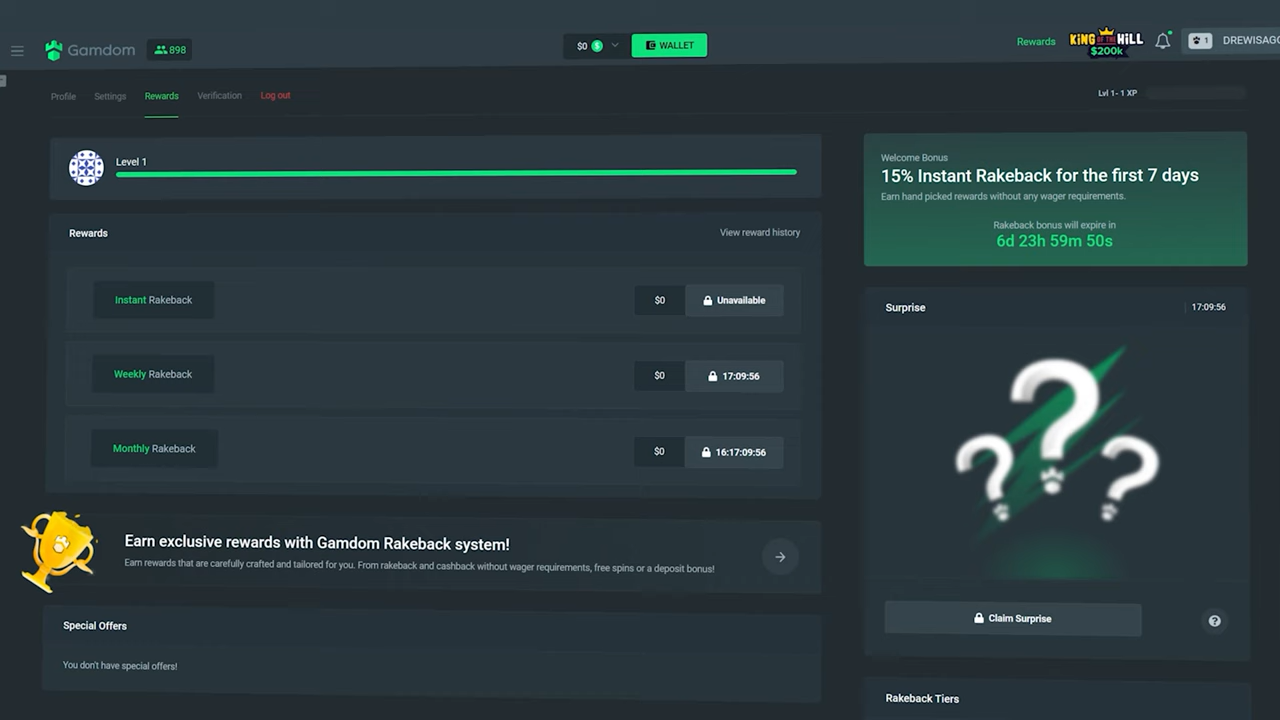 Gamdom
898
$0
WALLET
Rewards
KING OF THE HILL
$200k
1
Profile
Settings
Rewards
Verification
Log out
Lvl 1 - 1 XP
Level 1
Welcome Bonus
15% Instant Rakeback for the first 7 days
Earn hand picked rewards without any wager requirements.
Rakeback bonus will expire in
6d 23h 59m 50s
Rewards
View reward history
Instant Rakeback
$0
Unavailable
Weekly Rakeback
$0
17:09:56
Monthly Rakeback
$0
16:17:09:56
Surprise
17:09:56
Claim Surprise
?
Earn exclusive rewards with Gamdom Rakeback system!
Earn rewards that are carefully crafted and tailored for you. From rakeback and cashback without wager requirements, free spins or a deposit bonus!
Special Offers
You don't have special offers!
Rakeback Tiers